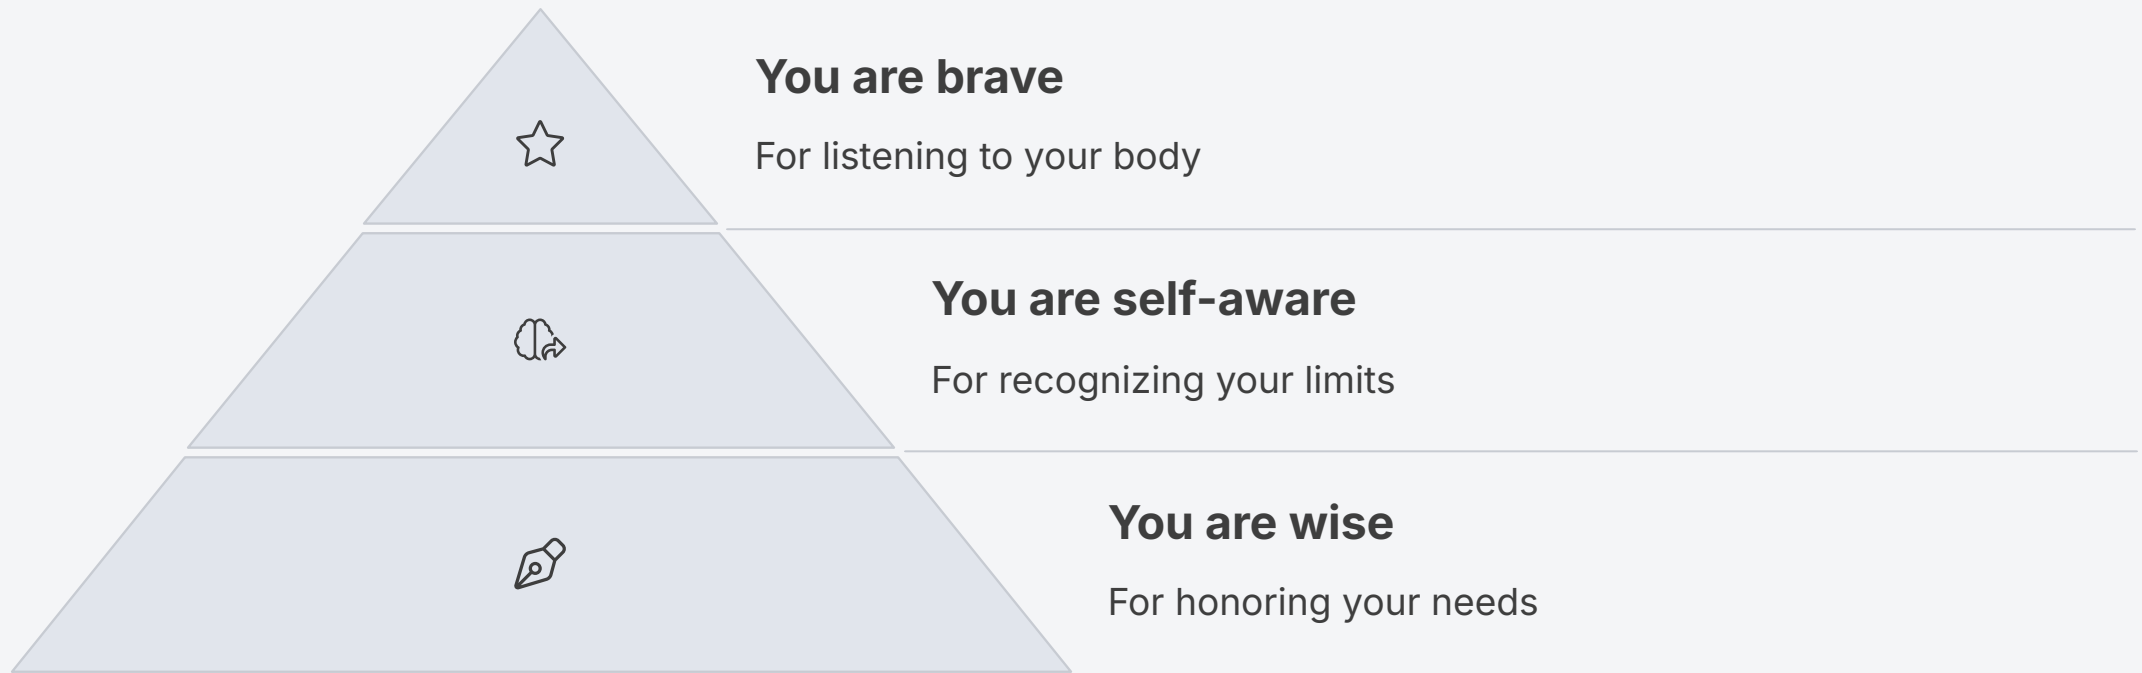 You are brave
For listening to your body
You are self-aware
For recognizing your limits
You are wise
For honoring your needs